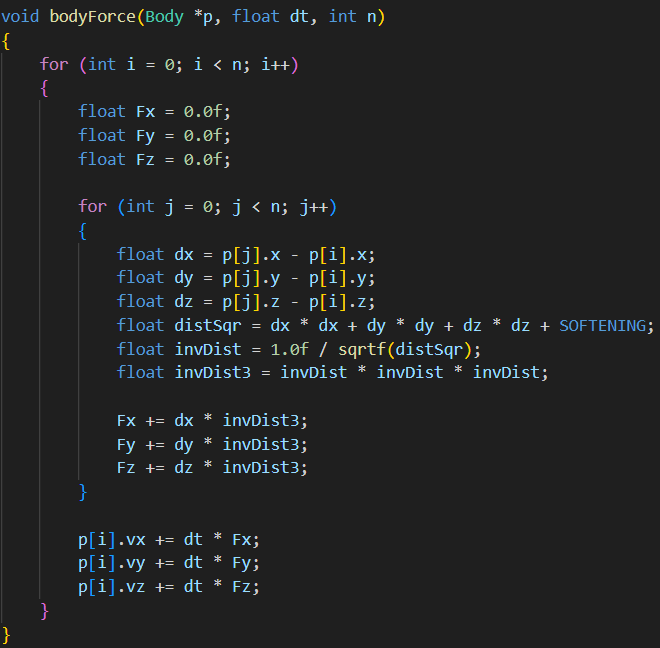 void bodyForce(Body *p, float dt, int n)
{
    for (int i = 0; i < n; i++)
    {
        float Fx = 0.0f;
        float Fy = 0.0f;
        float Fz = 0.0f;

        for (int j = 0; j < n; j++)
        {
            float dx = p[j].x - p[i].x;
            float dy = p[j].y - p[i].y;
            float dz = p[j].z - p[i].z;
            float distSqr = dx * dx + dy * dy + dz * dz + SOFTENING;
            float invDist = 1.0f / sqrtf(distSqr);
            float invDist3 = invDist * invDist * invDist;

            Fx += dx * invDist3;
            Fy += dy * invDist3;
            Fz += dz * invDist3;
        }

        p[i].vx += dt * Fx;
        p[i].vy += dt * Fy;
        p[i].vz += dt * Fz;
    }
}